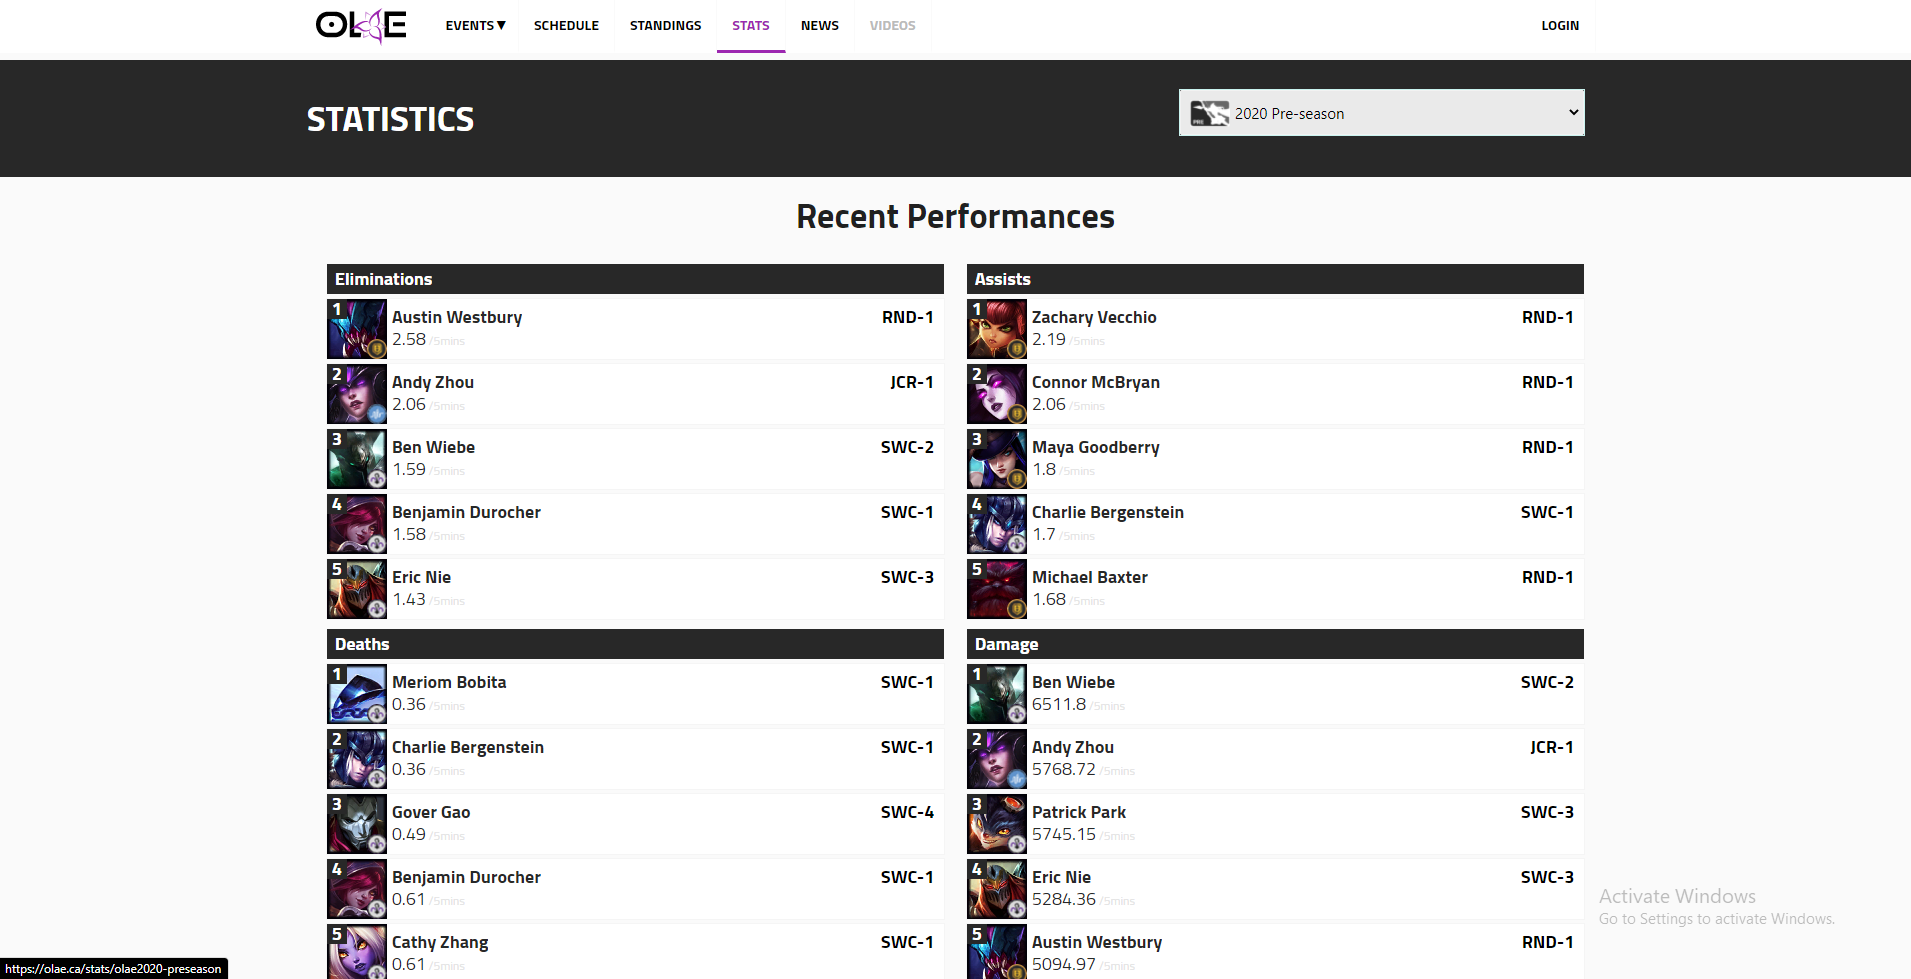 OLAE
EVENTS ▼
SCHEDULE
STANDINGS
STATS
NEWS
VIDEOS
LOGIN
STATISTICS
PRE
2020 Pre-season
Recent Performances
Eliminations
1
Austin Westbury
RND-1
2.58 /5mins
2
Andy Zhou
JCR-1
2.06 /5mins
3
Ben Wiebe
SWC-2
1.59 /5mins
4
Benjamin Durocher
SWC-1
1.58 /5mins
5
Eric Nie
SWC-3
1.43 /5mins
Assists
1
Zachary Vecchio
RND-1
2.19 /5mins
2
Connor McBryan
RND-1
2.06 /5mins
3
Maya Goodberry
RND-1
1.8 /5mins
4
Charlie Bergenstein
SWC-1
1.7 /5mins
5
Michael Baxter
RND-1
1.68 /5mins
Deaths
1
Meriom Bobita
SWC-1
0.36 /5mins
2
Charlie Bergenstein
SWC-1
0.36 /5mins
3
Gover Gao
SWC-4
0.49 /5mins
4
Benjamin Durocher
SWC-1
0.61 /5mins
5
Cathy Zhang
SWC-1
0.61 /5mins
Damage
1
Ben Wiebe
SWC-2
6511.8 /5mins
2
Andy Zhou
JCR-1
5768.72 /5mins
3
Patrick Park
SWC-3
5745.15 /5mins
4
Eric Nie
SWC-3
5284.36 /5mins
5
Austin Westbury
RND-1
5094.97 /5mins
Activate Windows
Go to Settings to activate Windows.
https://olae.ca/stats/olae2020-preseason